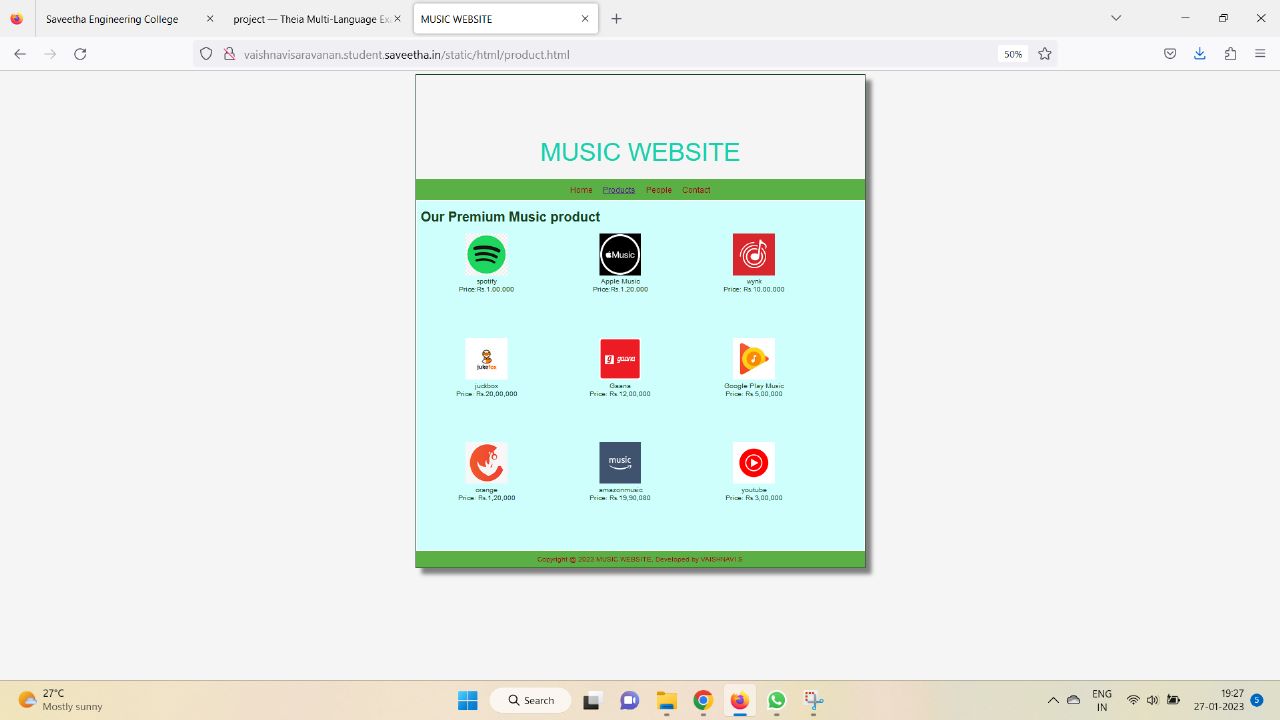 Saveetha Engineering College
project — Theia Multi-Language Ex
MUSIC WEBSITE
vaishnavisaravanan.student.saveetha.in/static/html/product.html
50%
MUSIC WEBSITE
Home Products People Contact
Our Premium Music product
Music
spotify Apple Music wynk
Price:Rs.1,00,000 Price:Rs.1,20,000 Price: Rs.10,00,000
gaana
juckbox Gaana Google Play Music
Price: Rs.20,00,000 Price: Rs.12,00,000 Price: Rs.5,00,000
music
orange amazonmusic youtube
Price: Rs.1,20,000 Price: Rs.19,90,080 Price: Rs.3,00,000
Copyright @ 2023 MUSIC WEBSITE, Developed by VAISHNAVI.S
27°C
Mostly sunny
Search
ENG
IN
19:27
27-01-2023
5